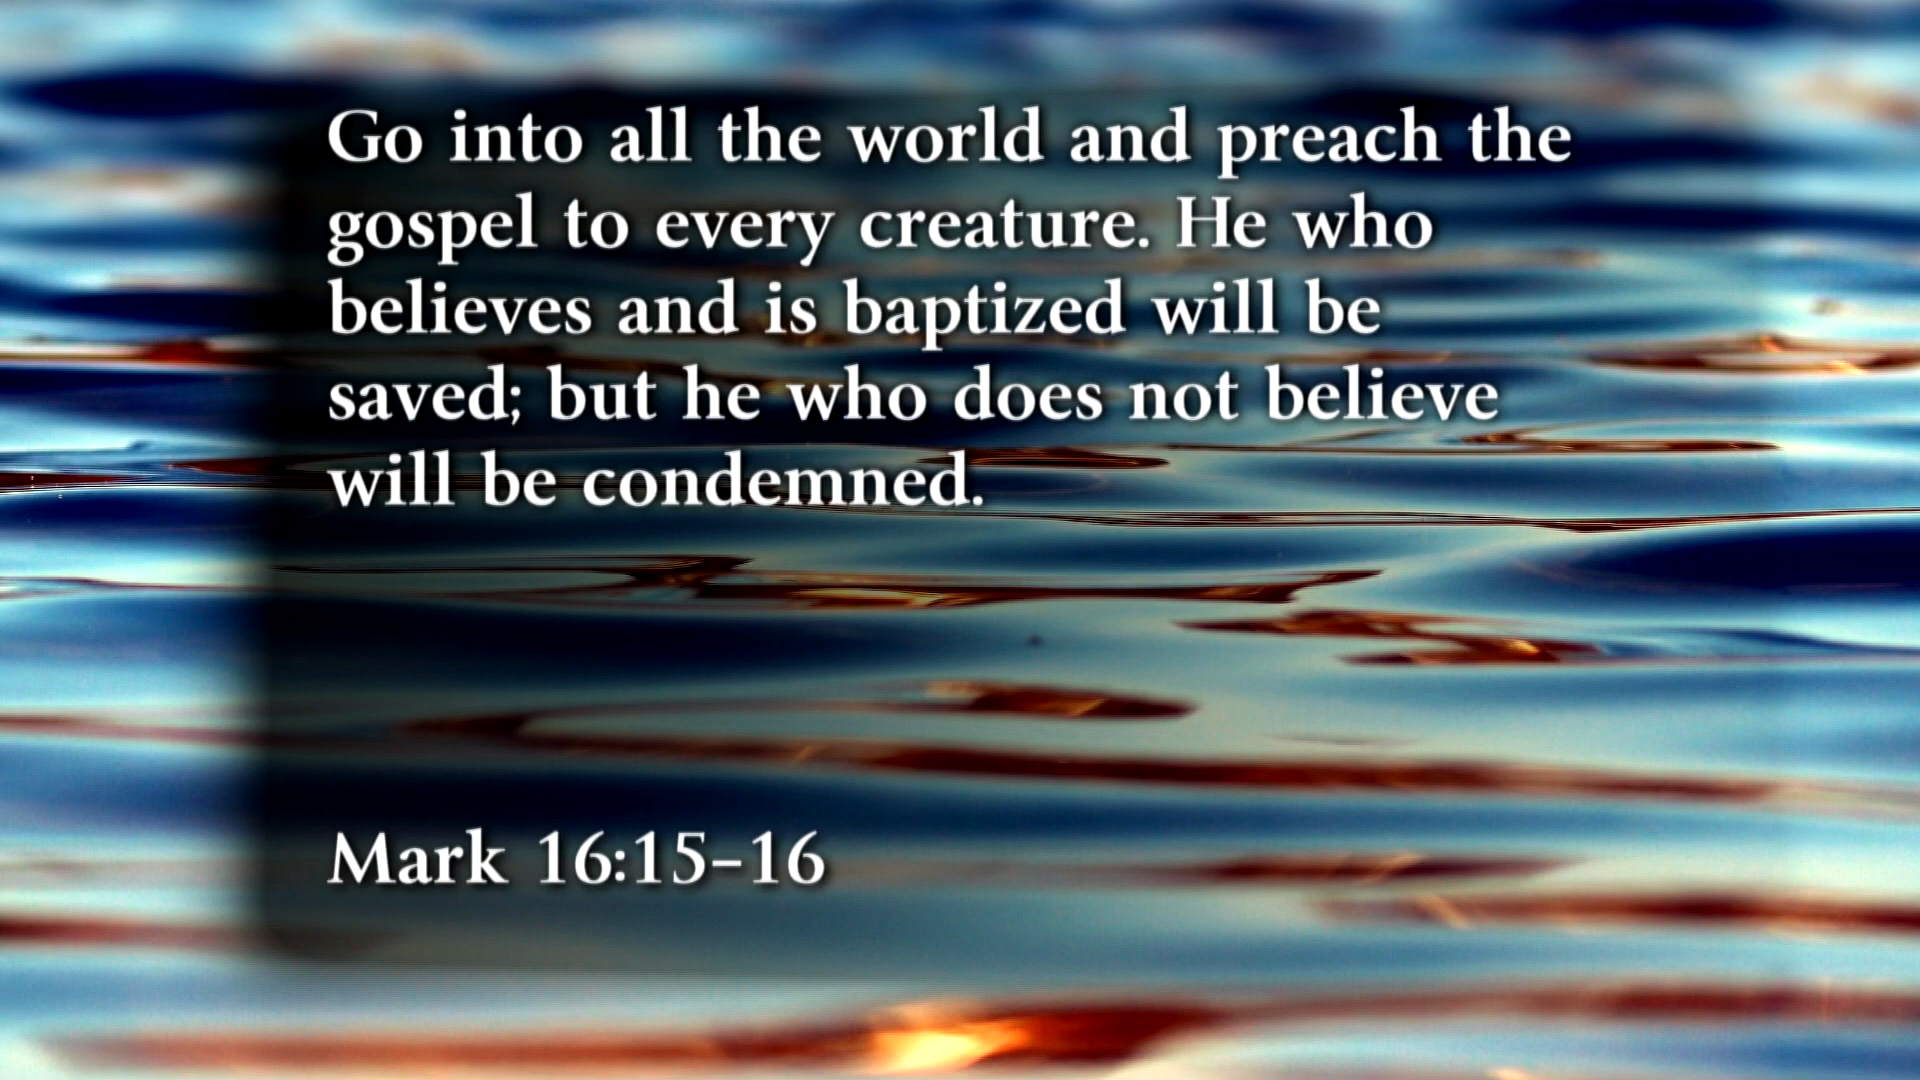 Go into all the world and preach the
gospel to every creature. He who
believes and is baptized will be
saved; but he who does not believe
will be condemned.
Mark 16:15–16